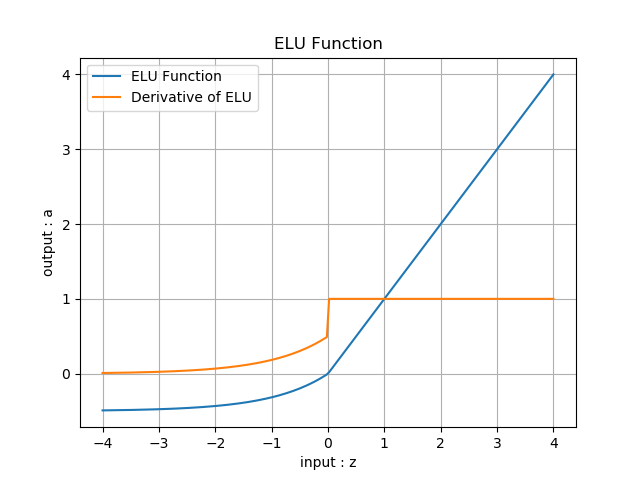 ELU Function
ELU Function
Derivative of ELU
output : a
4
3
2
1
0
−4 −3 −2 −1 0 1 2 3 4
input : z